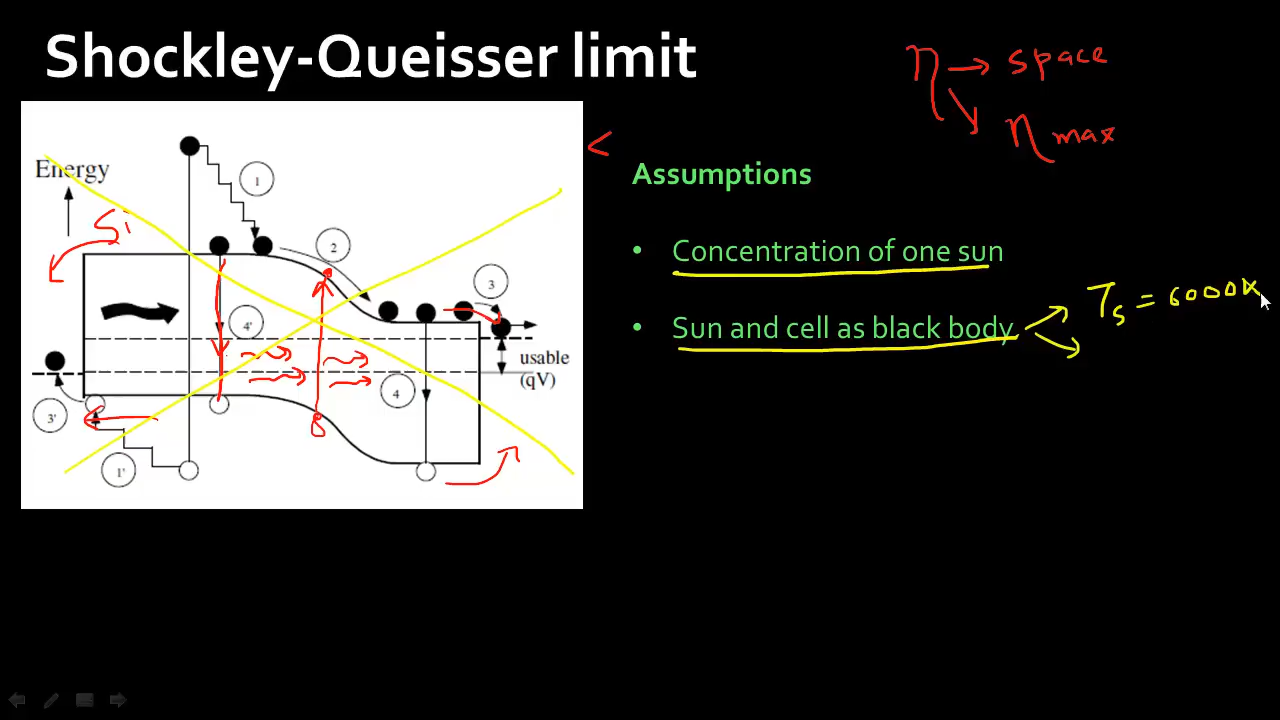 Shockley-Queisser limit
η → space
η max
<
Assumptions
• Concentration of one sun
• Sun and cell as black body
Ts = 6000K
Energy
Si
1
2
3
4'
4
usable
(qV)
3'
1'